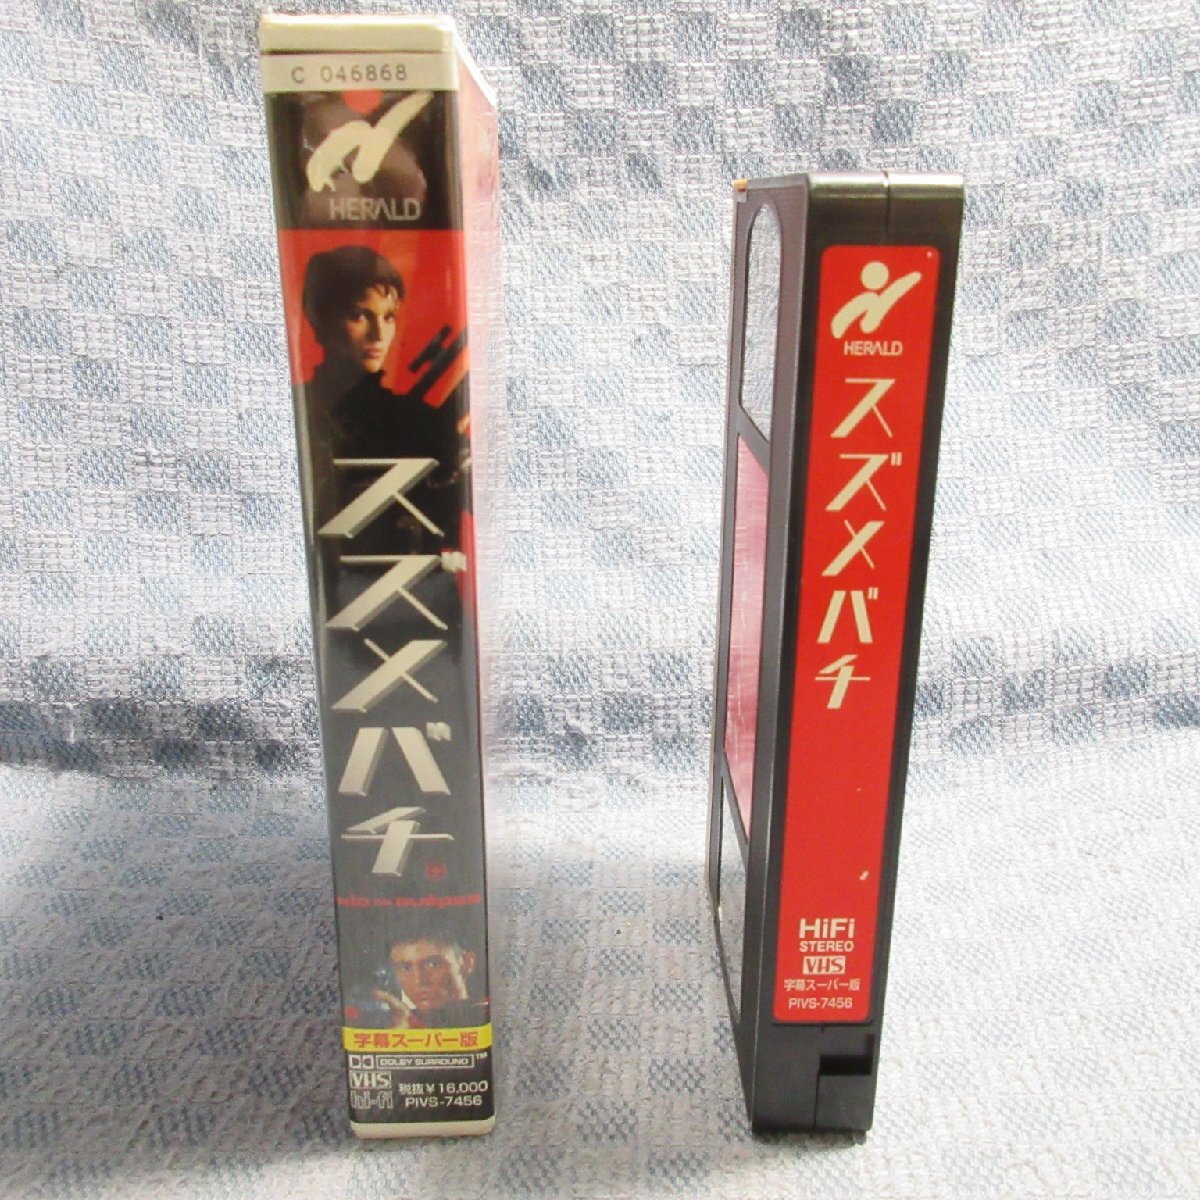 C 046868
HERALD
スズメバチ
字幕スーパー版
DOLBY SURROUND
TM
VHS
hi-fi
税抜¥16,000
PIVS-7456
HERALD
スズメバチ
HiFi
STEREO
VHS
字幕スーパー版
PIVS-7456